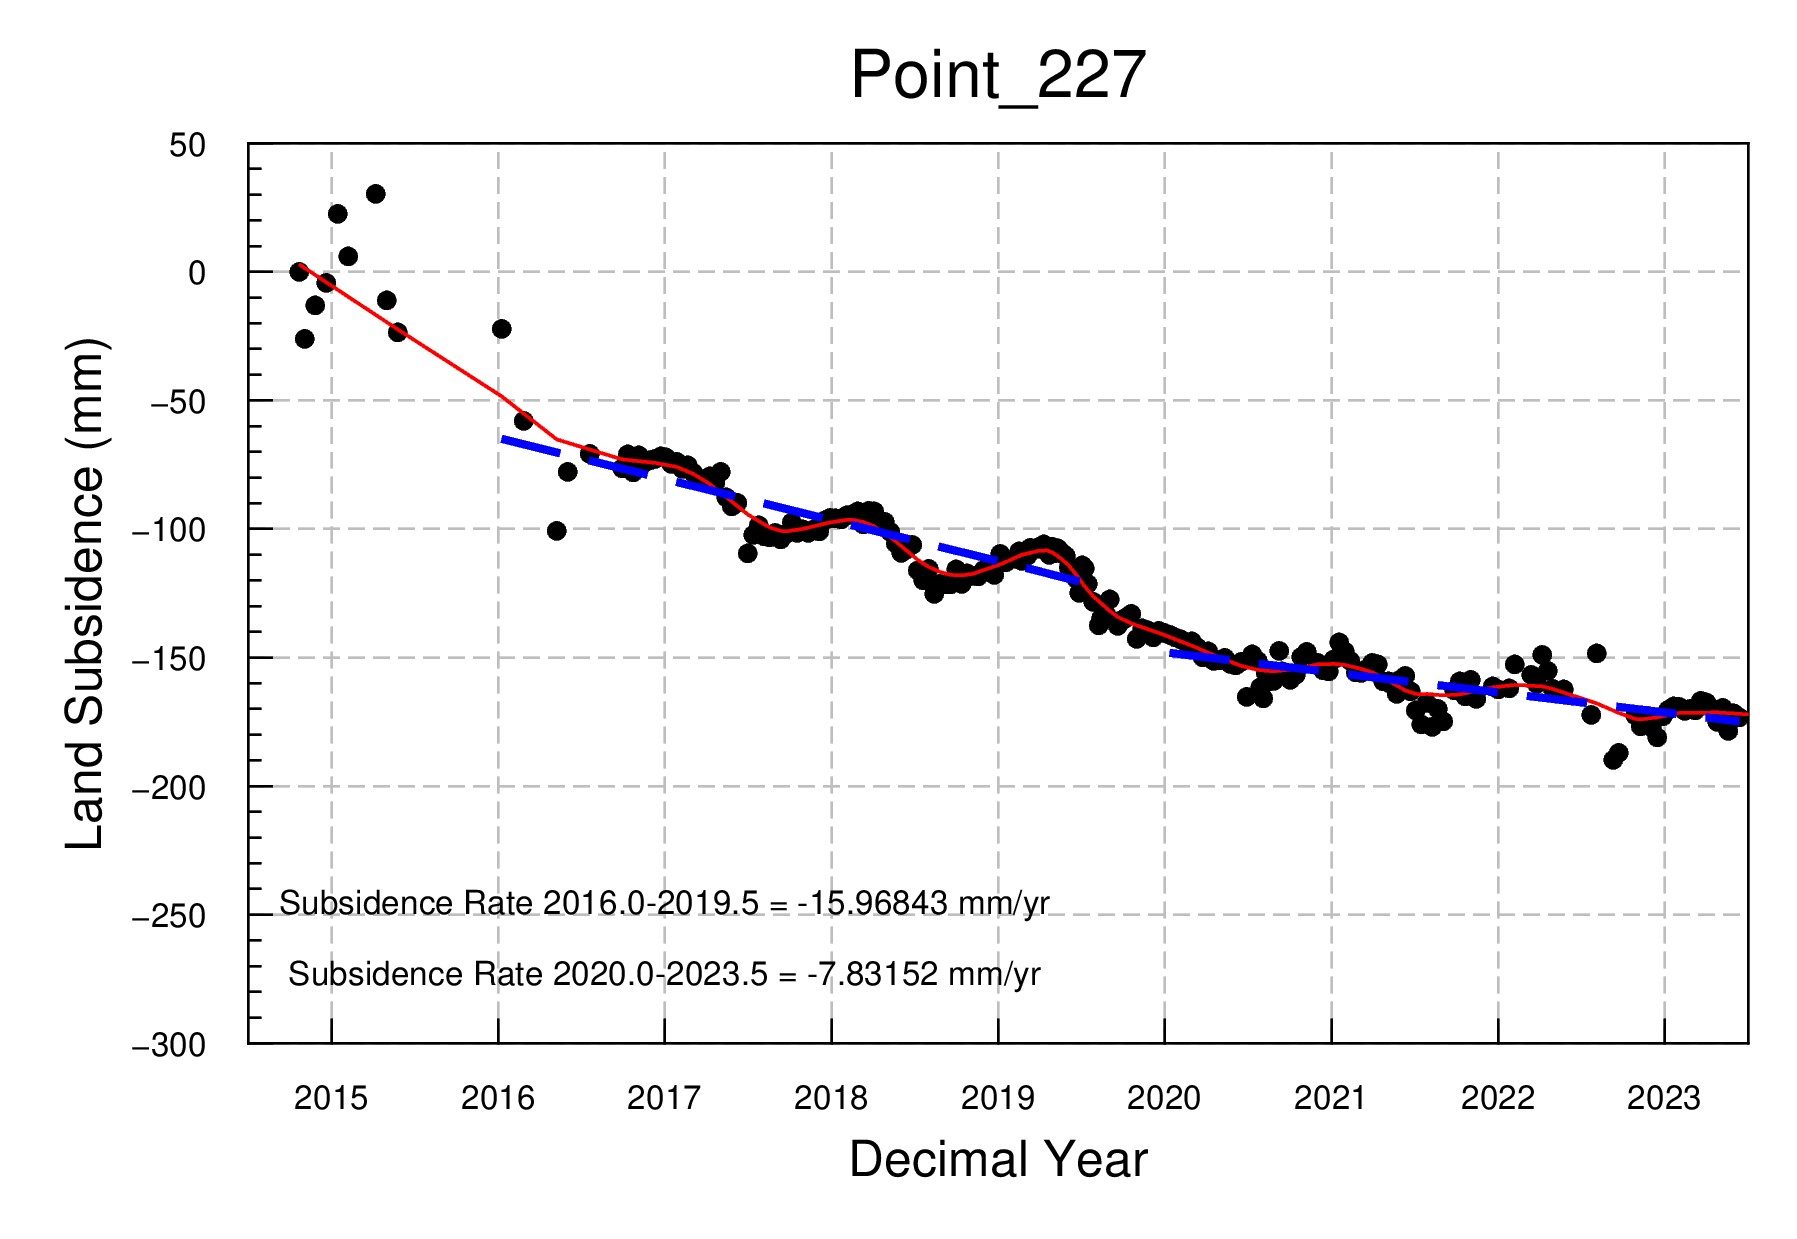 Point_227
50
0
−50
−100
−150
−200
−250
−300
Land Subsidence (mm)
Subsidence Rate 2016.0-2019.5 = -15.96843 mm/yr
Subsidence Rate 2020.0-2023.5 = -7.83152 mm/yr
2015 2016 2017 2018 2019 2020 2021 2022 2023
Decimal Year